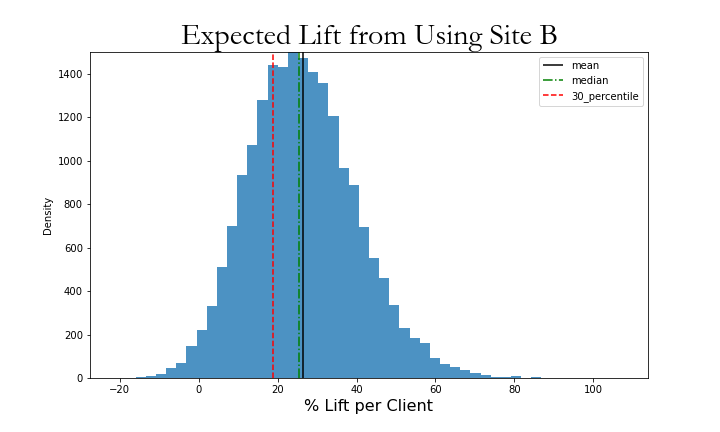 Expected Lift from Using Site B
mean
median
30_percentile
1400
1200
1000
800
600
400
200
0
Density
−20
0
20
40
60
80
100
% Lift per Client